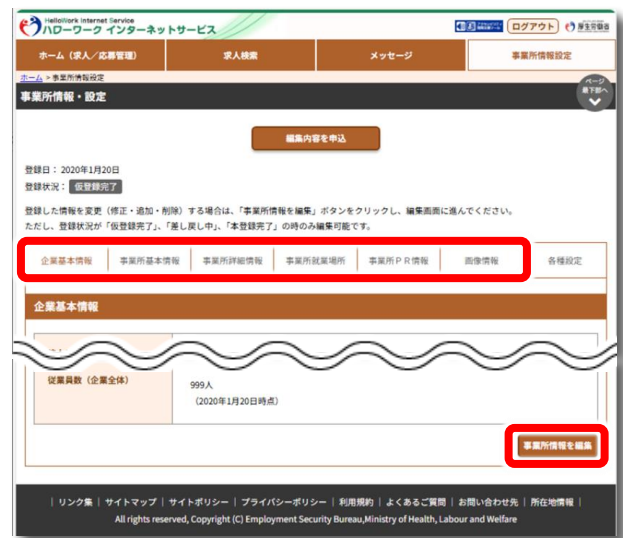 HelloWork Internet Service
ハローワーク インターネットサービス
ログアウト
厚生労働省
ホーム（求人／応募管理）
求人検索
メッセージ
事業所情報設定
ホーム > 事業所情報設定
事業所情報・設定
ページ
最下部へ
編集内容を申込
登録日： 2020年1月20日
登録状況： 仮登録完了
登録した情報を変更（修正・追加・削除）する場合は、「事業所情報を編集」ボタンをクリックし、編集画面に進んでください。
ただし、登録状況が「仮登録完了」、「差し戻し中」、「本登録完了」の時のみ編集可能です。
企業基本情報
事業所基本情報
事業所詳細情報
事業所就業場所
事業所ＰＲ情報
画像情報
各種設定
企業基本情報
従業員数（企業全体）
999人
（2020年1月20日時点）
事業所情報を編集
｜ リンク集 ｜ サイトマップ ｜ サイトポリシー ｜ プライバシーポリシー ｜ 利用規約 ｜ よくあるご質問 ｜ お問い合わせ先 ｜ 所在地情報 ｜
All rights reserved, Copyright (C) Employment Security Bureau,Ministry of Health, Labour and Welfare